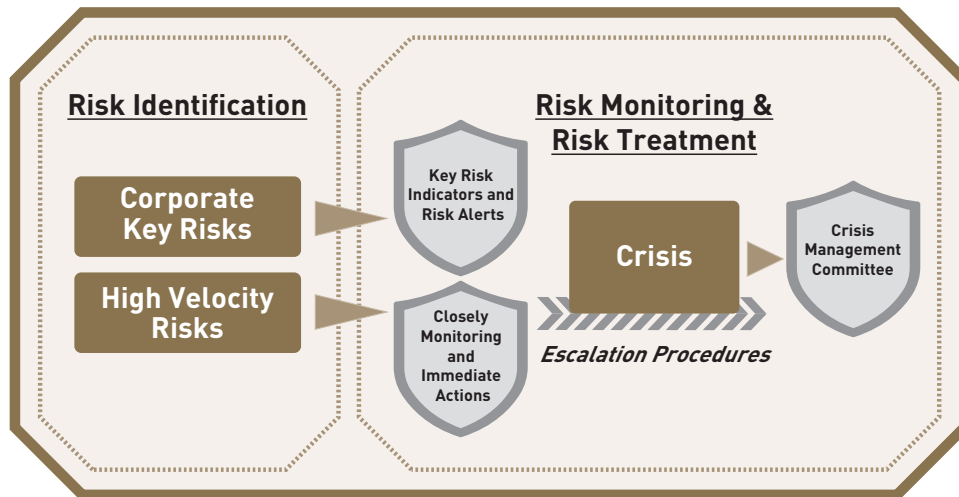 Risk Identification
Corporate
Key Risks
High Velocity
Risks
Risk Monitoring &
Risk Treatment
Key Risk
Indicators and
Risk Alerts
Closely
Monitoring
and
Immediate
Actions
Crisis
Escalation Procedures
Crisis
Management
Committee